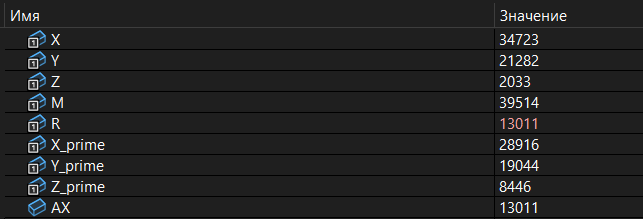 Имя Значение
X 34723
Y 21282
Z 2033
M 39514
R 13011
X_prime 28916
Y_prime 19044
Z_prime 8446
AX 13011